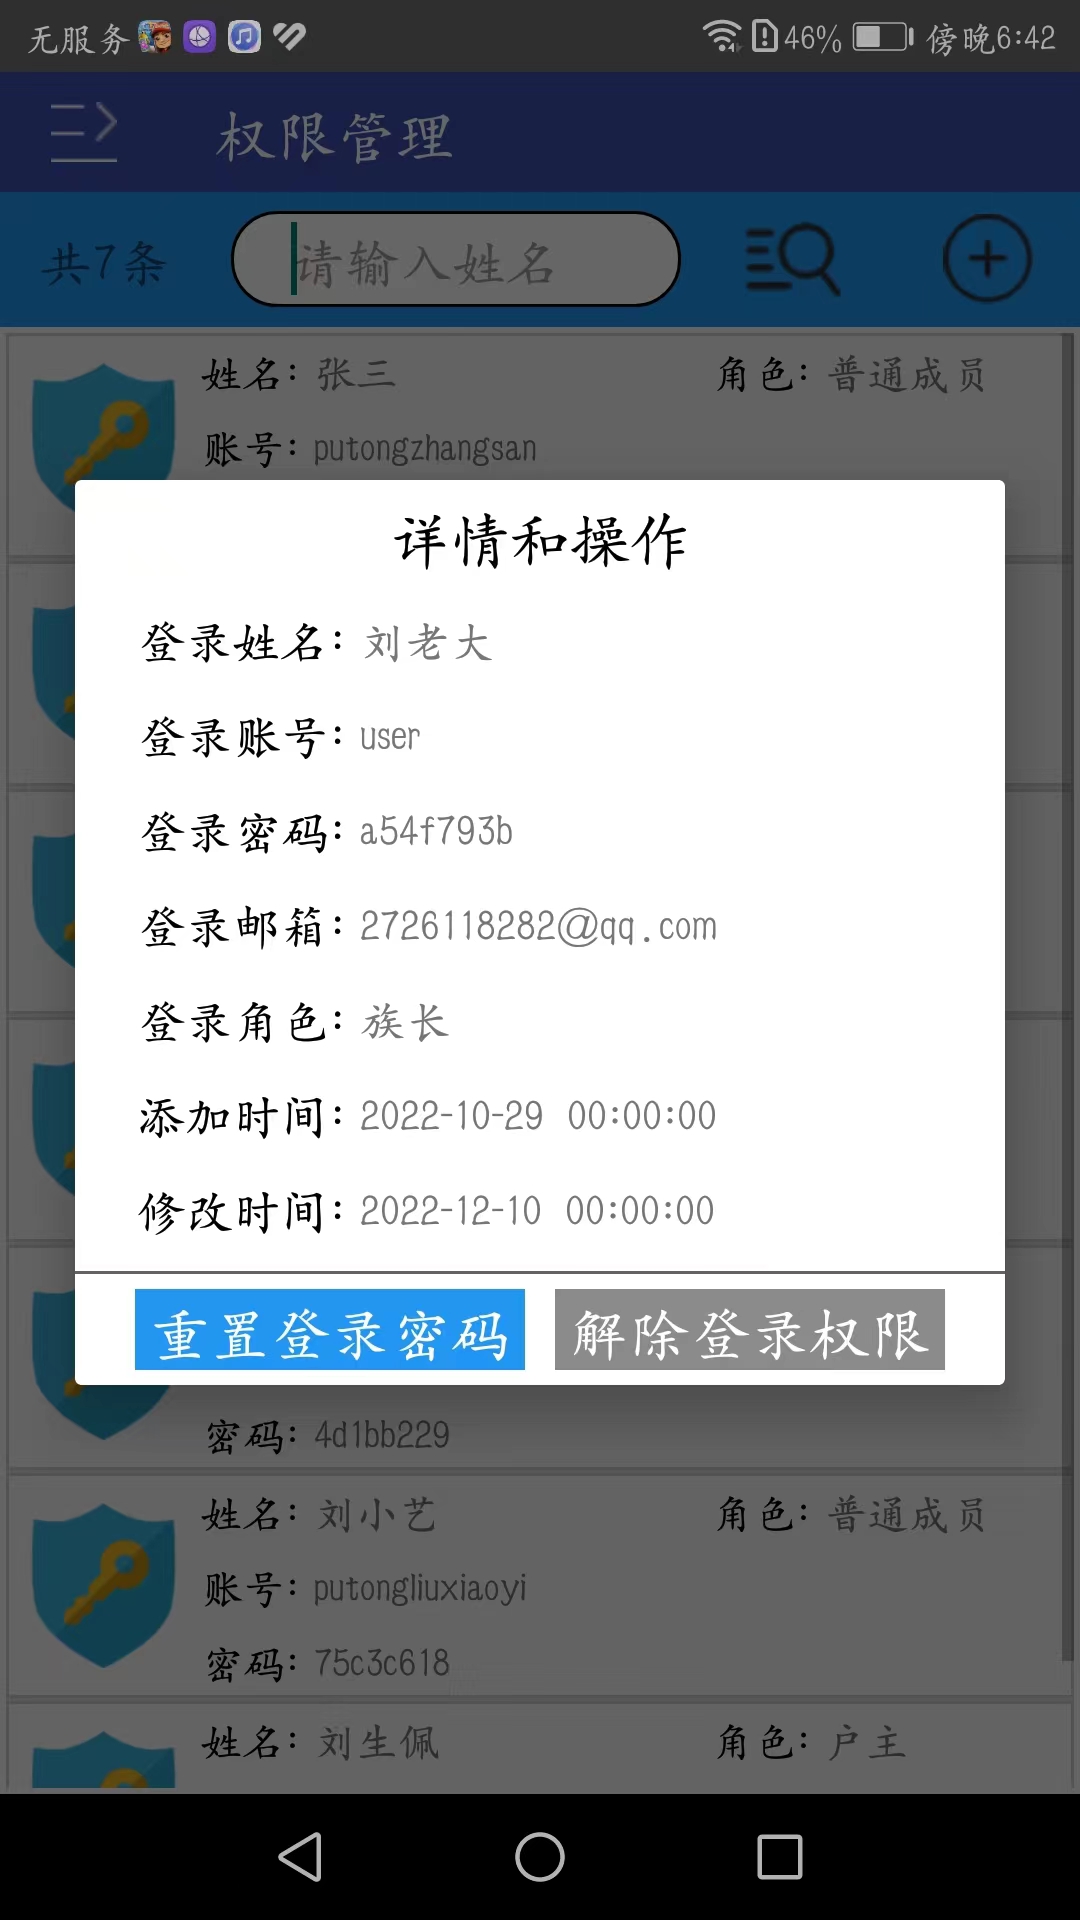 无服务 46% 傍晚6:42
权限管理
共7条 请输入姓名
姓名：张三 角色：普通成员
账号：putongzhangsan
详情和操作
登录姓名：刘老大
登录账号：user
登录密码：a54f793b
登录邮箱：2726118282@qq.com
登录角色：族长
添加时间：2022-10-29 00:00:00
修改时间：2022-12-10 00:00:00
重置登录密码 解除登录权限
密码：4d1bb229
姓名：刘小艺 角色：普通成员
账号：putongliuxiaoyi
密码：75c3c618
姓名：刘生佩 角色：户主